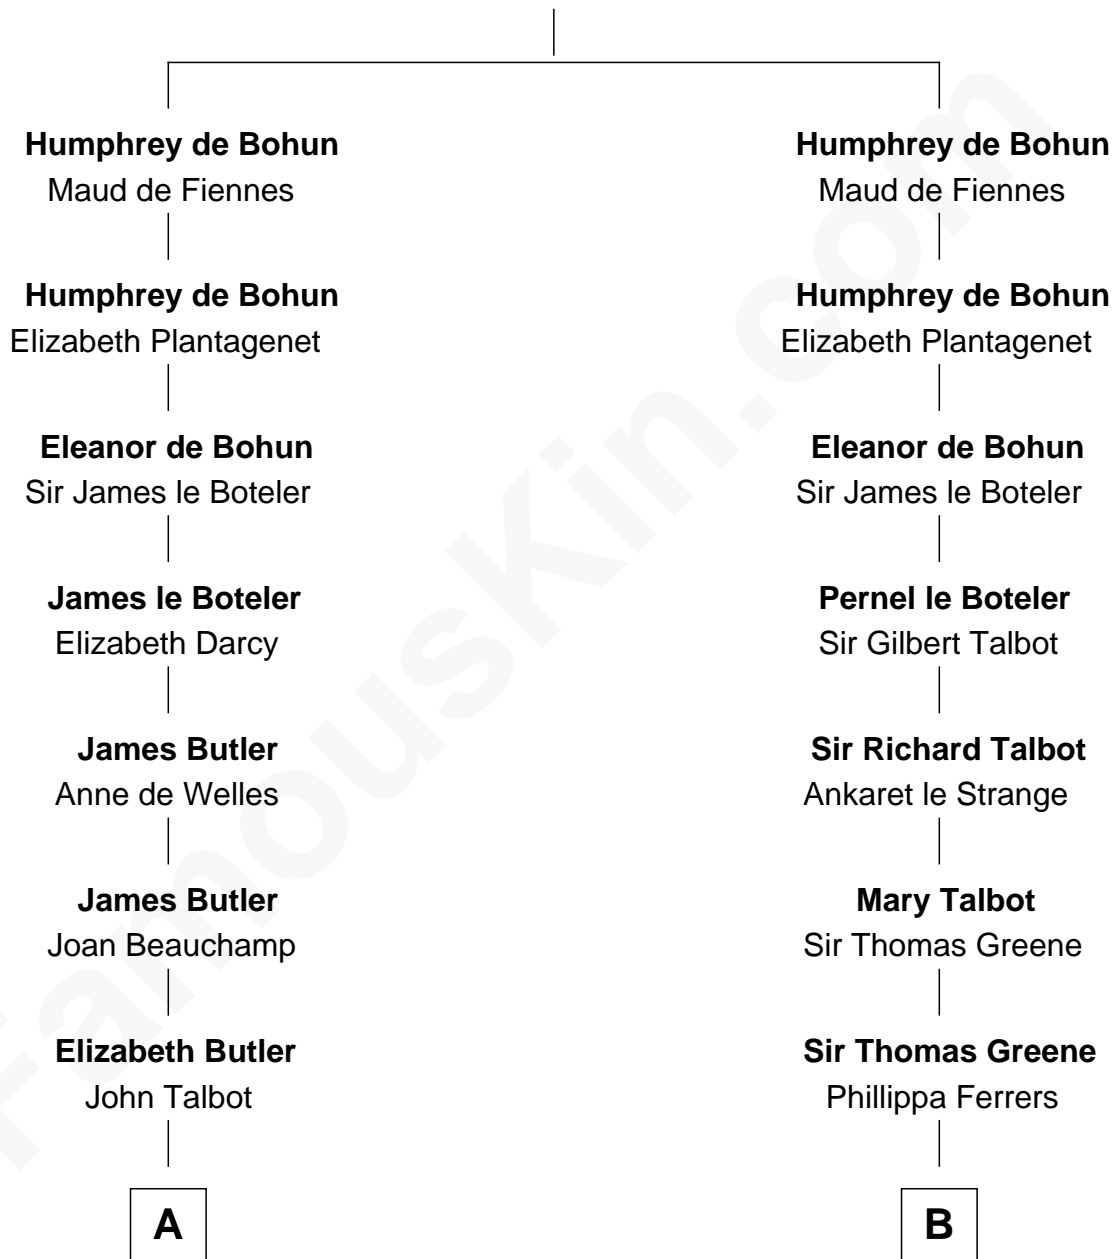 Humphrey de Bohun
Maud de Fiennes
Humphrey de Bohun
Elizabeth Plantagenet
Eleanor de Bohun
Sir James le Boteler
James le Boteler
Elizabeth Darcy
James Butler
Anne de Welles
James Butler
Joan Beauchamp
Elizabeth Butler
John Talbot
A
Humphrey de Bohun
Maud de Fiennes
Humphrey de Bohun
Elizabeth Plantagenet
Eleanor de Bohun
Sir James le Boteler
Pernel le Boteler
Sir Gilbert Talbot
Sir Richard Talbot
Ankaret le Strange
Mary Talbot
Sir Thomas Greene
Sir Thomas Greene
Phillippa Ferrers
B
FamousKin.com